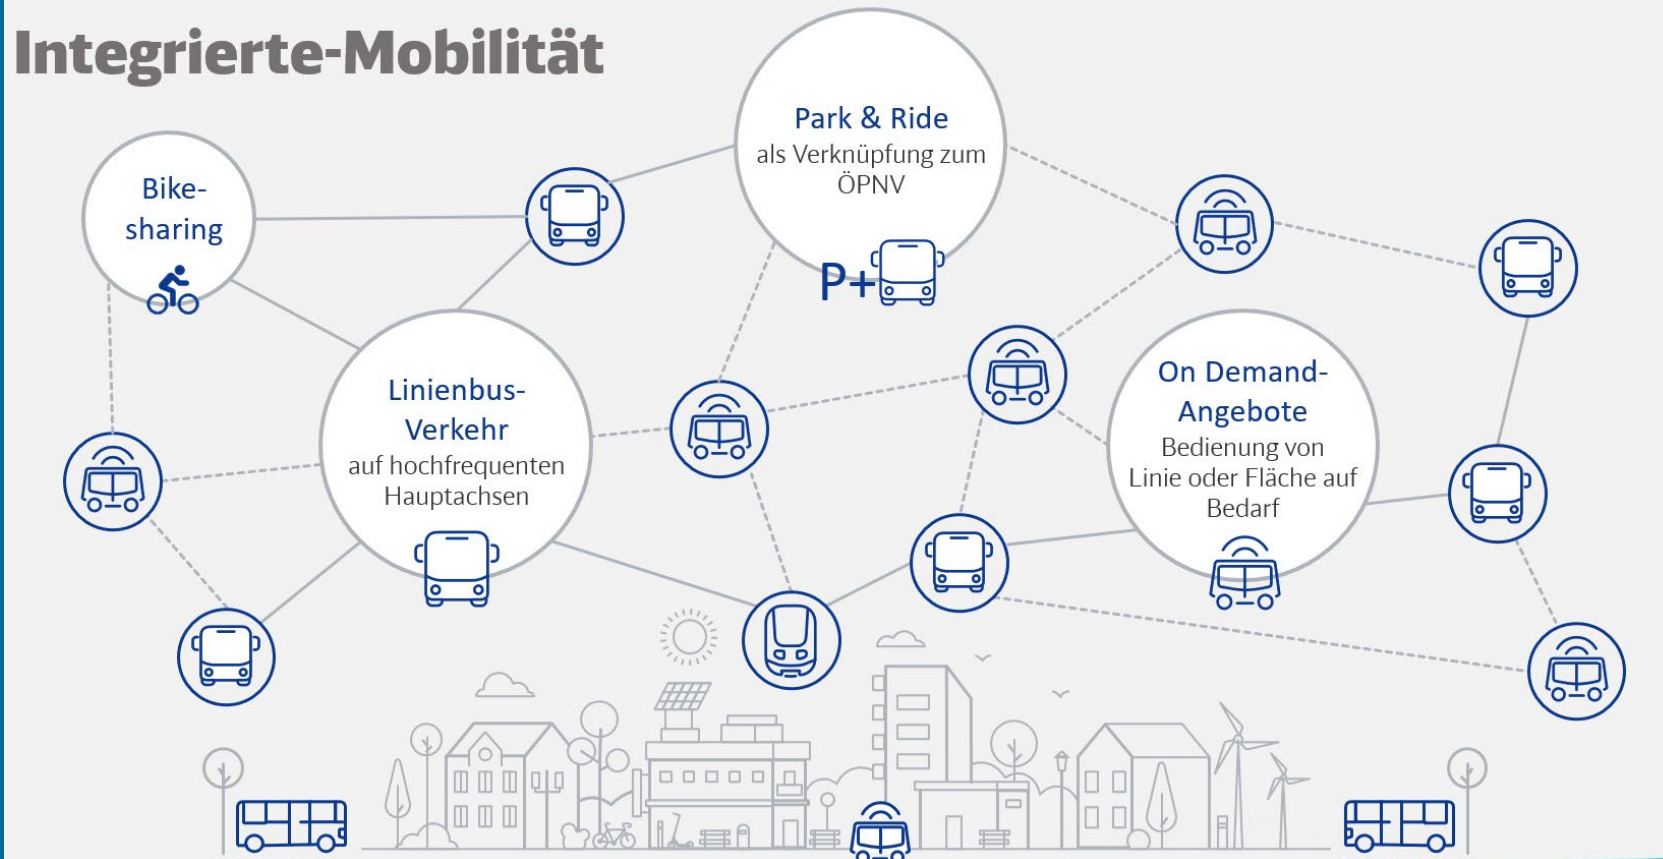 Integrierte-Mobilität
Park & Ride
als Verknüpfung zum
ÖPNV
P+
Bike-
sharing
Linienbus-
Verkehr
auf hochfrequenten
Hauptachsen
On Demand-
Angebote
Bedienung von
Linie oder Fläche auf
Bedarf